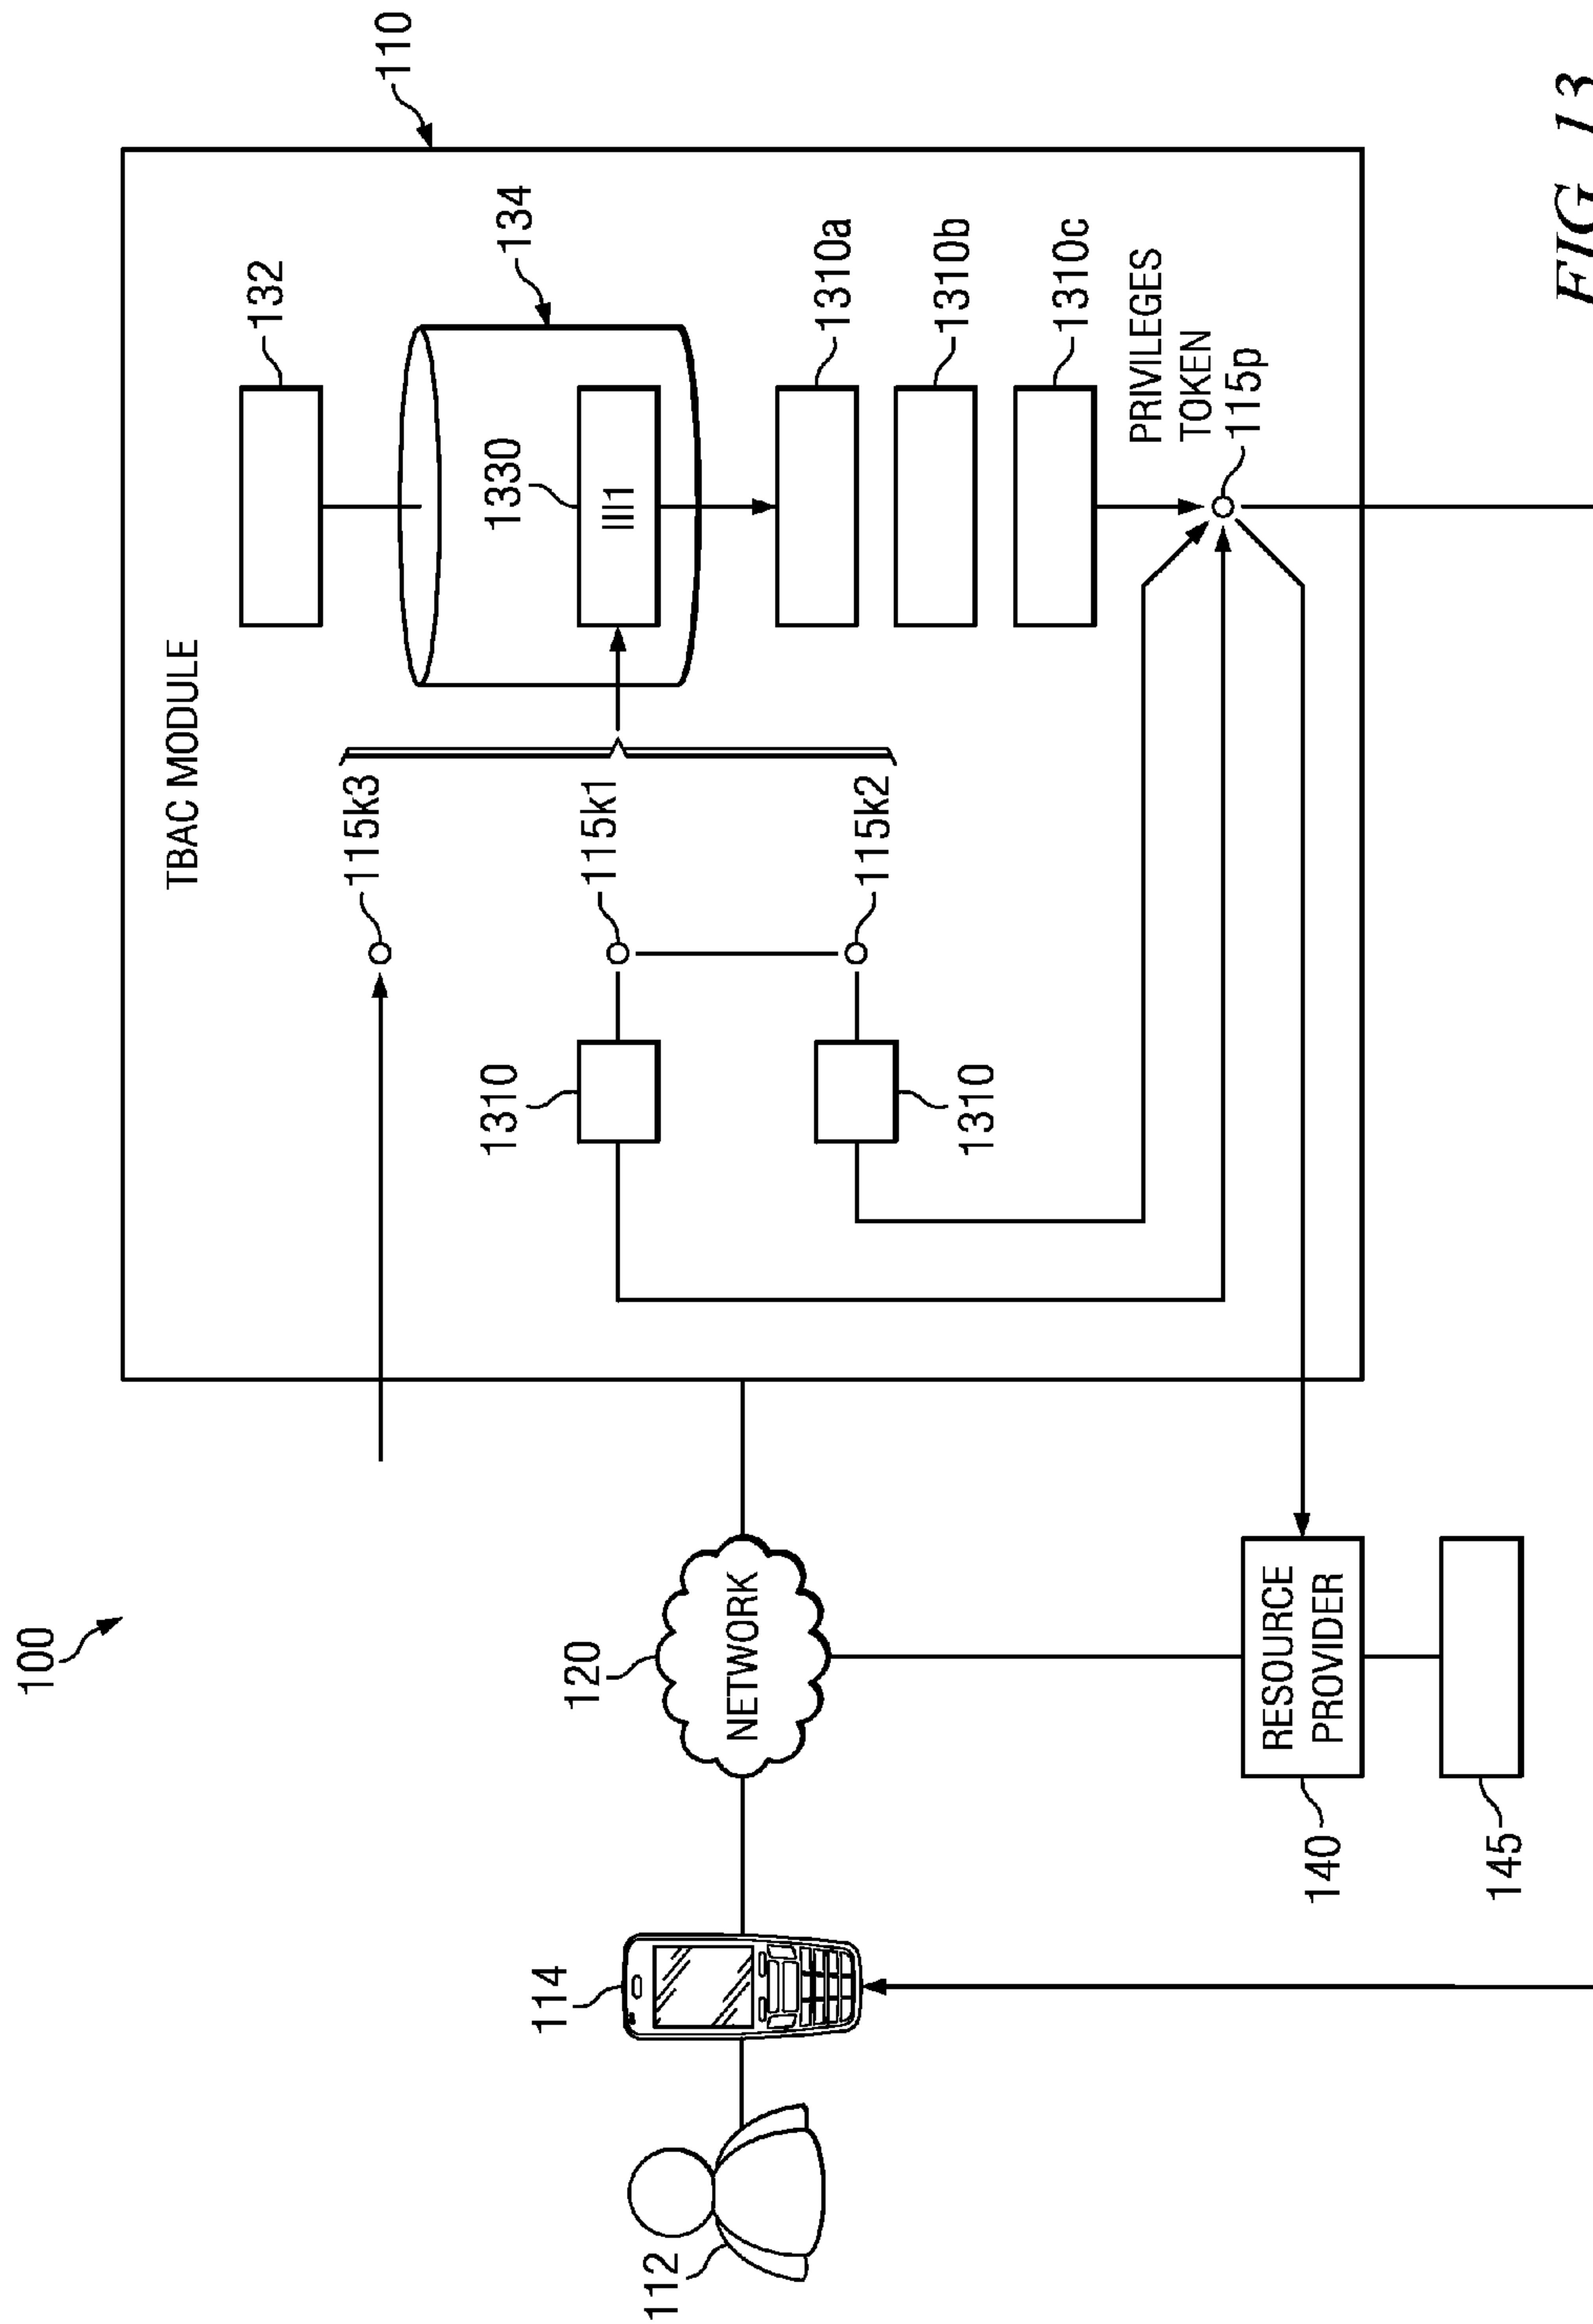 100
TBAC MODULE
110
132
115k3
134
1310
1330
114
120
115k1
III1
112
NETWORK
1310a
115k2
1310b
1310
1310c
PRIVILEGES
TOKEN
115p
RESOURCE
PROVIDER
140
145
FIG. 13